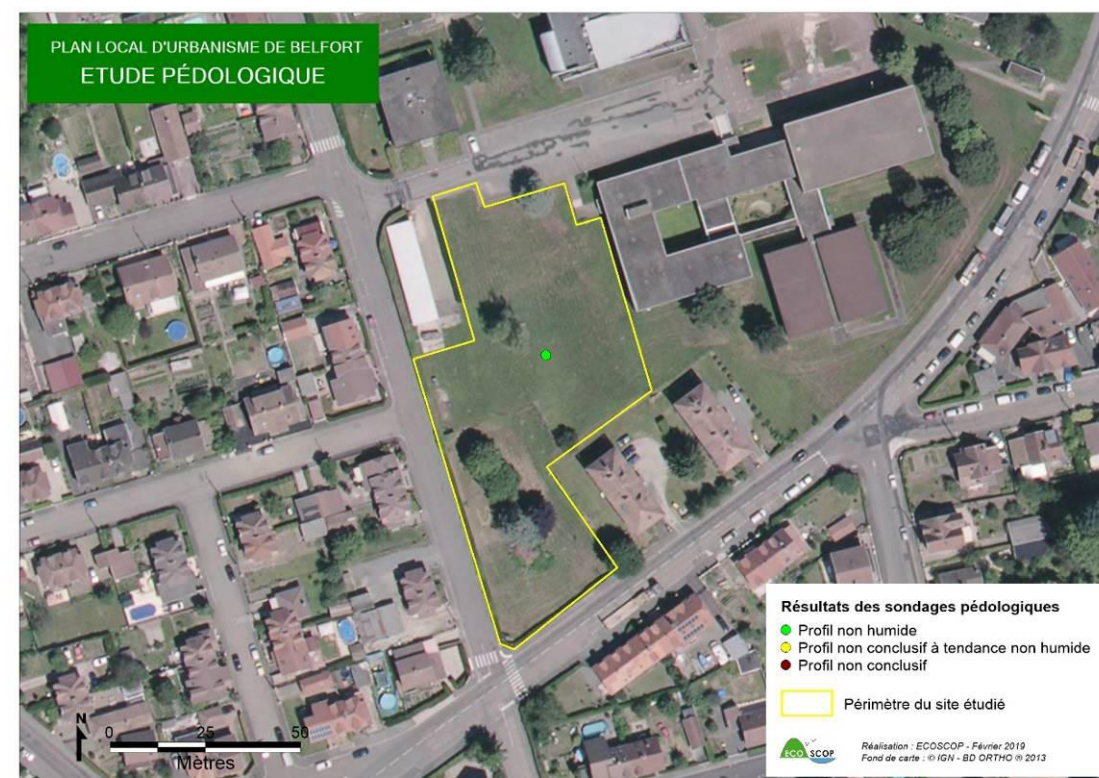 PLAN LOCAL D'URBANISME DE BELFORT
ETUDE PÉDOLOGIQUE
Résultats des sondages pédologiques
Profil non humide
Profil non conclusif à tendance non humide
Profil non conclusif
Périmètre du site étudié
N
0 25 50
Mètres
ECO SCOP
Réalisation : ECOSCOP - Février 2019
Fond de carte : © IGN - BD ORTHO ® 2013